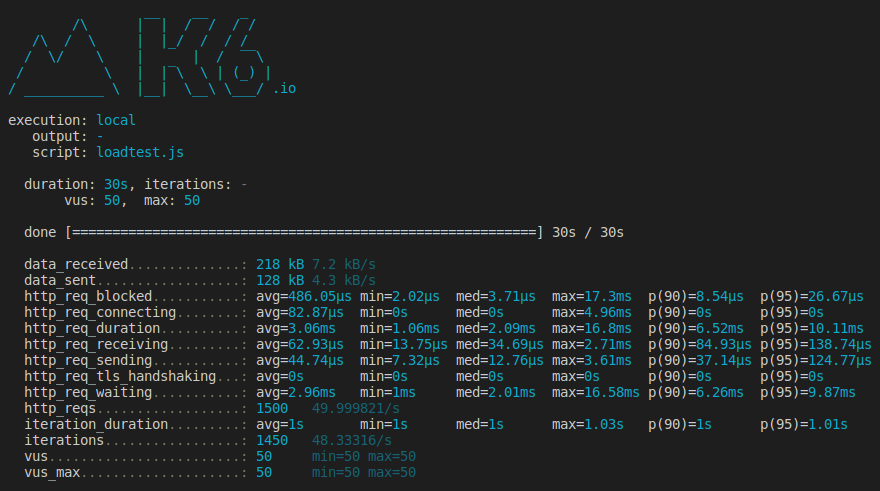 /\      |‾‾|  /‾‾/  /‾/
     /\  /  \     |  |_/  /  / /
    /  \/    \    |      |  /  ‾‾\
   /          \   |  |‾\  \ | (_) |
  / __________ \  |__|  \__\ \___/ .io

execution: local
   output: -
   script: loadtest.js

  duration: 30s, iterations: -
       vus: 50,  max: 50

  done [==========================================================] 30s / 30s

  data_received..............: 218 kB 7.2 kB/s
  data_sent..................: 128 kB 4.3 kB/s
  http_req_blocked...........: avg=486.05µs min=2.02µs  med=3.71µs  max=17.3ms  p(90)=8.54µs  p(95)=26.67µs
  http_req_connecting........: avg=82.87µs  min=0s      med=0s      max=4.96ms  p(90)=0s      p(95)=0s
  http_req_duration..........: avg=3.06ms   min=1.06ms  med=2.09ms  max=16.8ms  p(90)=6.52ms  p(95)=10.11ms
  http_req_receiving.........: avg=62.93µs  min=13.75µs med=34.69µs max=2.71ms  p(90)=84.93µs p(95)=138.74µs
  http_req_sending...........: avg=44.74µs  min=7.32µs  med=12.76µs max=3.61ms  p(90)=37.14µs p(95)=124.77µs
  http_req_tls_handshaking...: avg=0s       min=0s      med=0s      max=0s      p(90)=0s      p(95)=0s
  http_req_waiting...........: avg=2.96ms   min=1ms     med=2.01ms  max=16.58ms p(90)=6.26ms  p(95)=9.87ms
  http_reqs..................: 1500   49.999821/s
  iteration_duration.........: avg=1s       min=1s      med=1s      max=1.03s   p(90)=1s      p(95)=1.01s
  iterations.................: 1450   48.33316/s
  vus........................: 50     min=50 max=50
  vus_max....................: 50     min=50 max=50